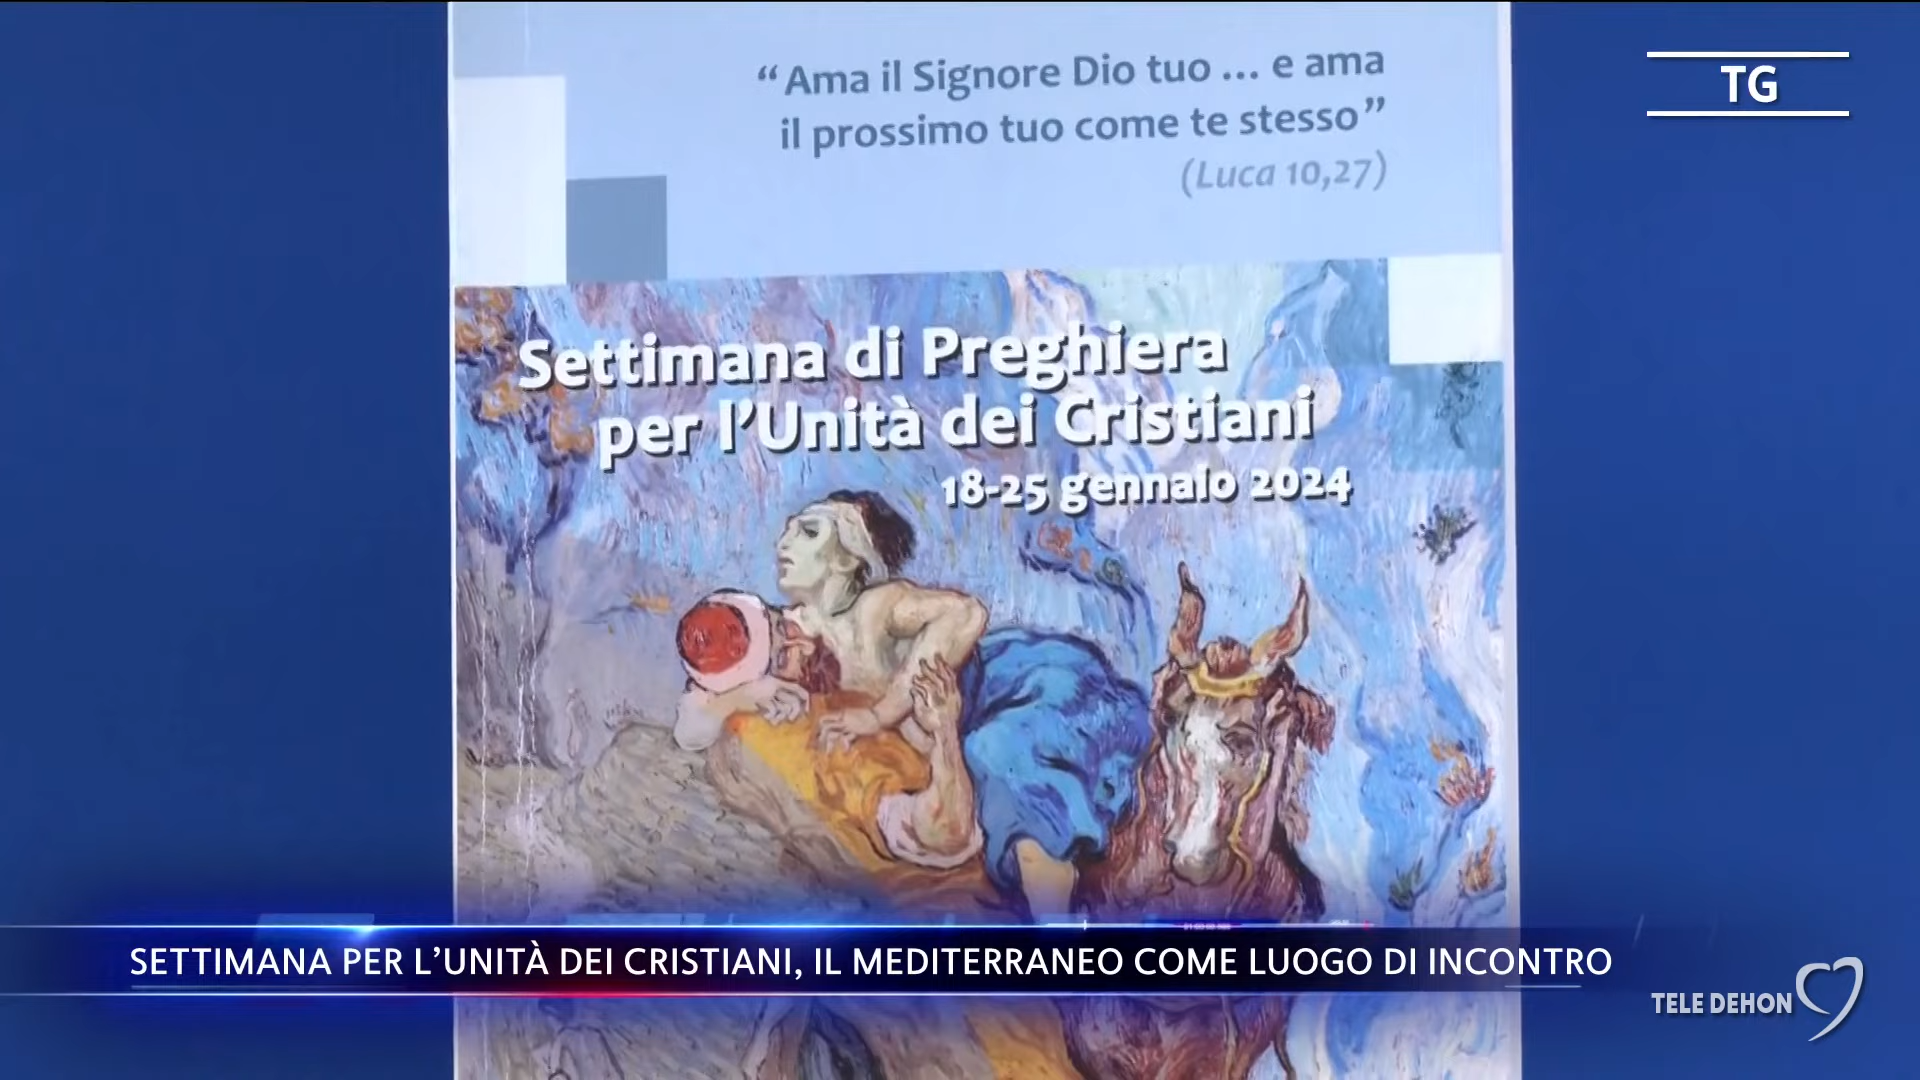 “Ama il Signore Dio tuo ... e ama
il prossimo tuo come te stesso”
(Luca 10,27)
TG
Settimana di Preghiera
per l’Unità dei Cristiani
18-25 gennaio 2024
SETTIMANA PER L’UNITÀ DEI CRISTIANI, IL MEDITERRANEO COME LUOGO DI INCONTRO
TELE DEHON